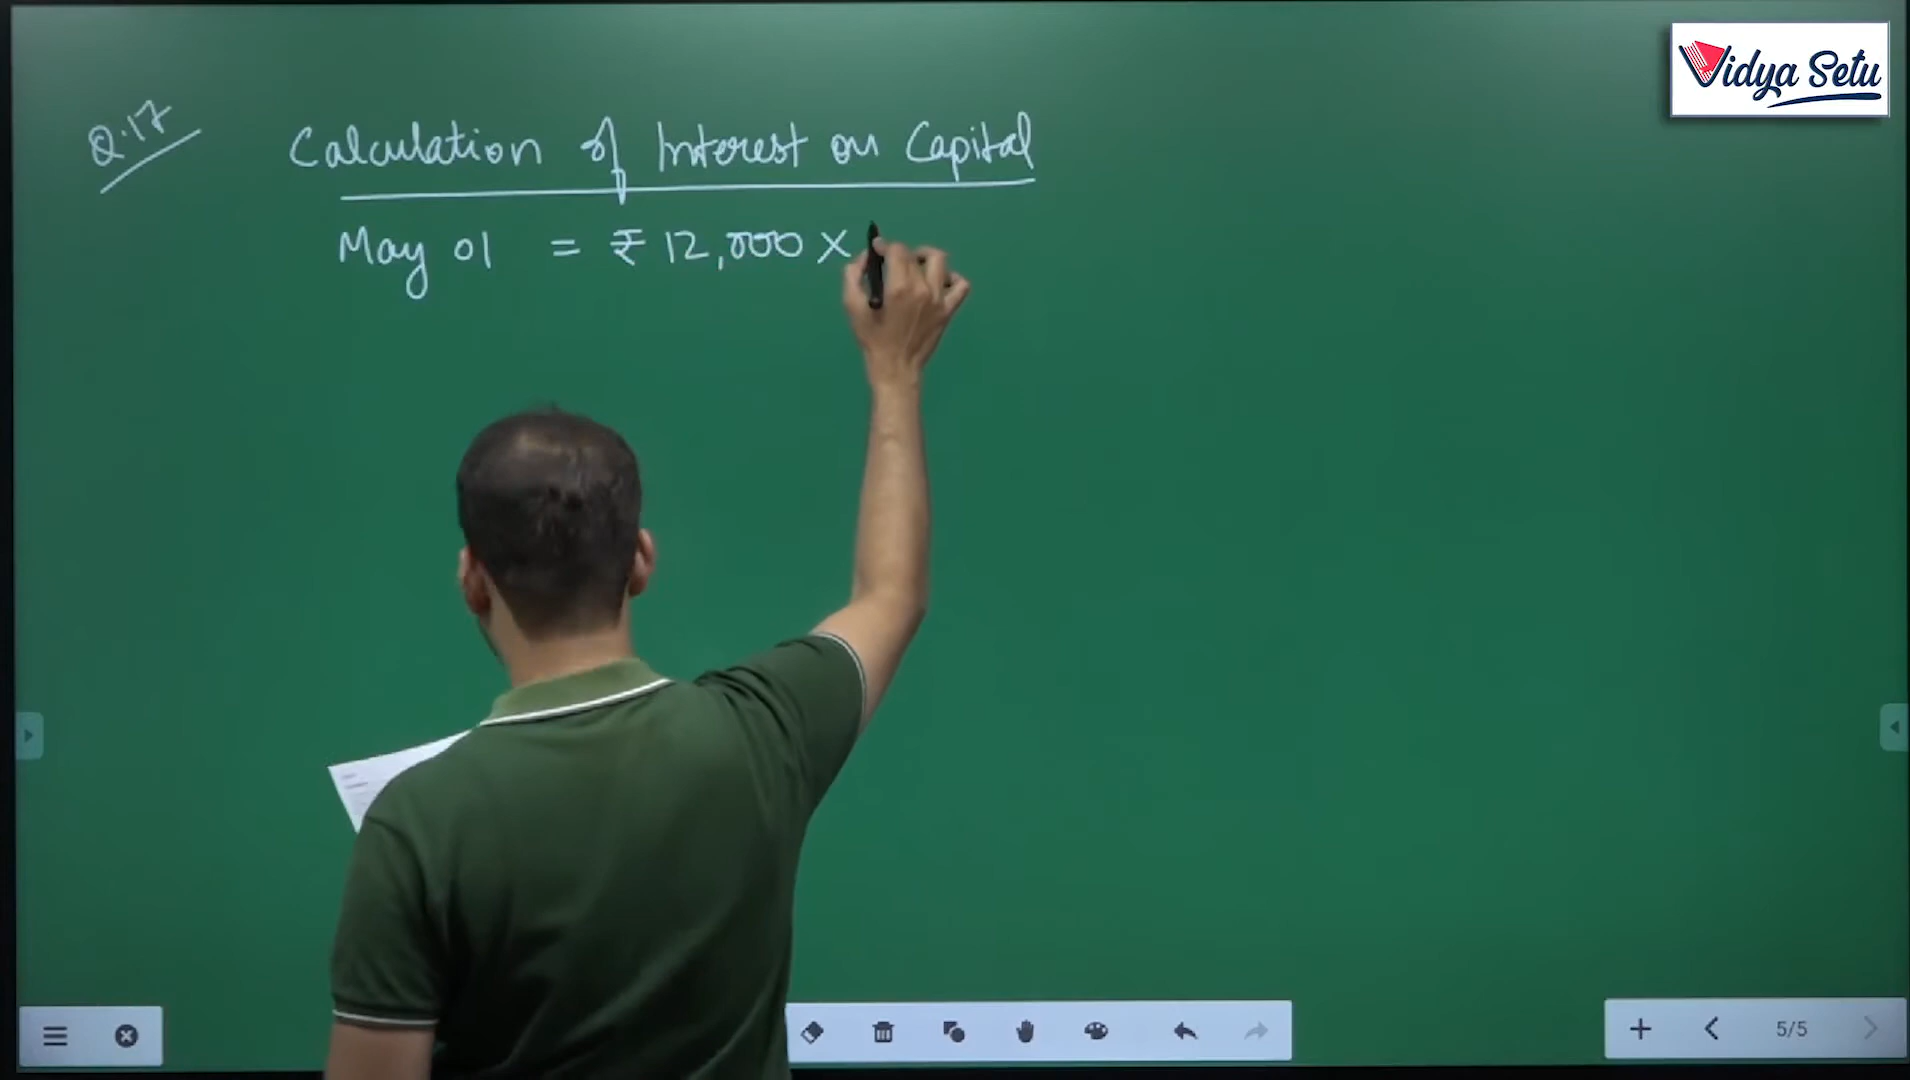 Vidya Setu
Q.17
Calculation of Interest on Capital
May 01 = ₹ 12,000 X
5/5